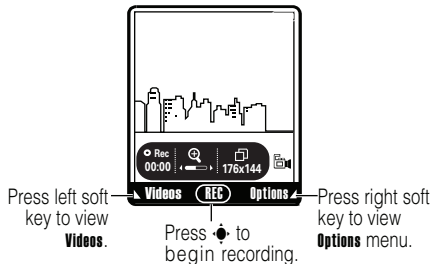 Rec
00:00
176x144
Videos REC Options
Press left soft
key to view
Videos.
Press to
begin recording.
Press right soft
key to view
Options menu.